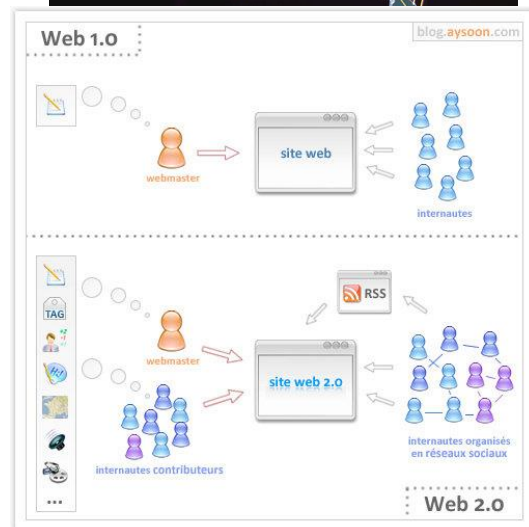 Web 1.0
blog.aysoon.com
site web
webmaster
internautes
TAG
Hi!
RSS
webmaster
site web 2.0
internautes contributeurs
internautes organisés
en réseaux sociaux
...
Web 2.0